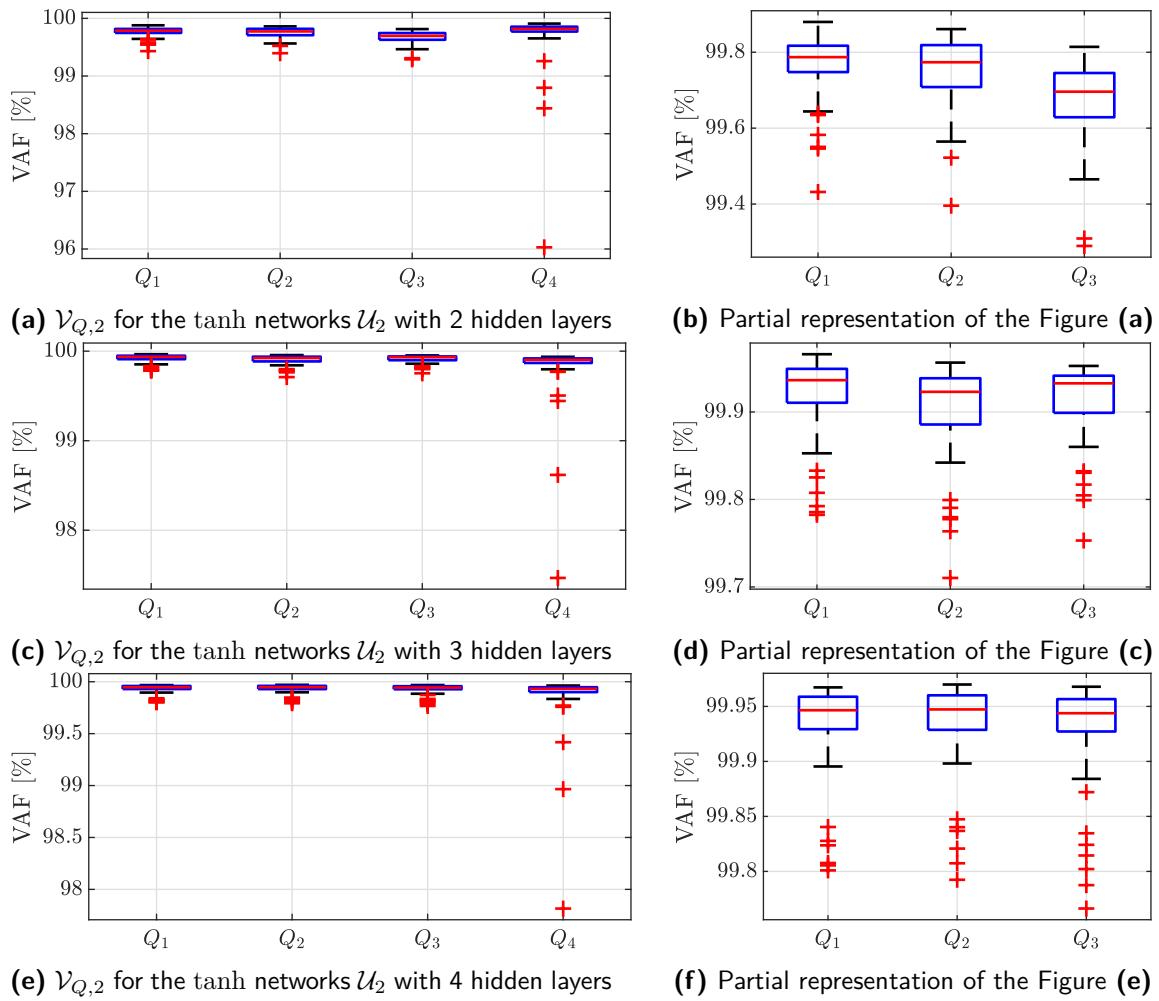 100
99
98
97
96
VAF [%]
Q₁ Q₂ Q₃ Q₄
99.8
99.6
99.4
VAF [%]
Q₁ Q₂ Q₃
(a) 𝒱_{Q,2} for the tanh networks 𝒰₂ with 2 hidden layers
(b) Partial representation of the Figure (a)
100
99
98
VAF [%]
Q₁ Q₂ Q₃ Q₄
99.9
99.8
99.7
VAF [%]
Q₁ Q₂ Q₃
(c) 𝒱_{Q,2} for the tanh networks 𝒰₂ with 3 hidden layers
(d) Partial representation of the Figure (c)
100
99.5
99
98.5
98
VAF [%]
Q₁ Q₂ Q₃ Q₄
99.95
99.9
99.85
99.8
VAF [%]
Q₁ Q₂ Q₃
(e) 𝒱_{Q,2} for the tanh networks 𝒰₂ with 4 hidden layers
(f) Partial representation of the Figure (e)